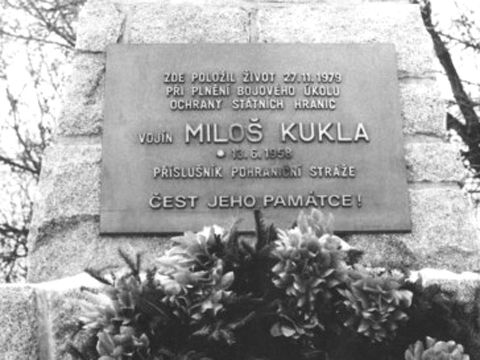 ZDE POLOŽIL ŽIVOT 27.11.1979
PŘI PLNĚNÍ BOJOVÉHO ÚKOLU
OCHRANY STÁTNÍCH HRANIC
VOJÍN MILOŠ KUKLA
* 13.6.1958
PŘÍSLUŠNÍK POHRANIČNÍ STRÁŽE
ČEST JEHO PAMÁTCE!